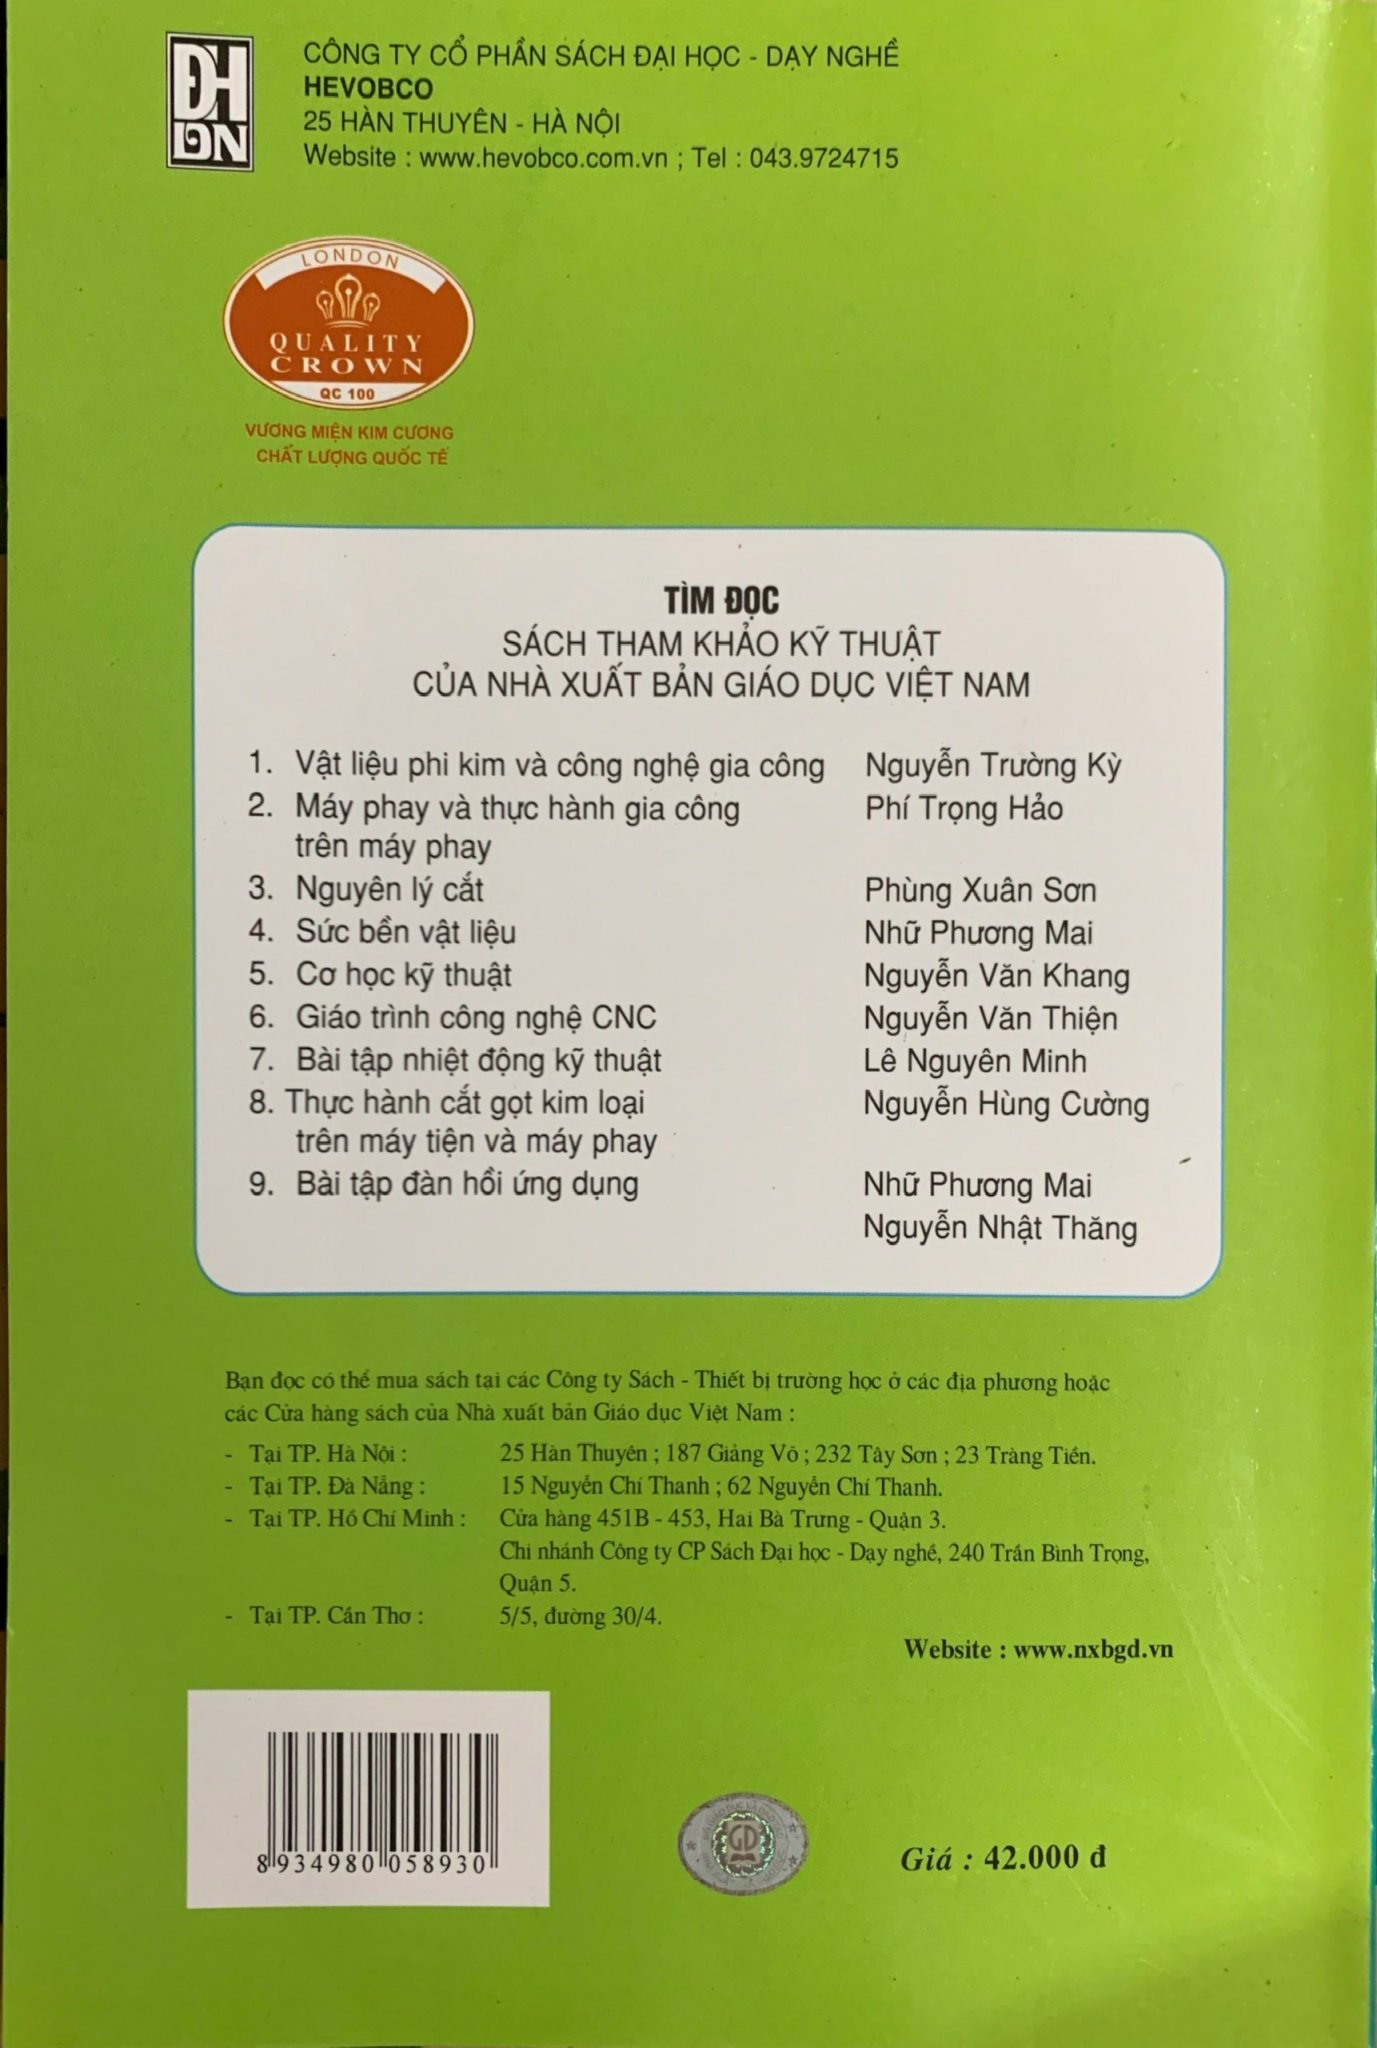 ĐH
DN
CÔNG TY CỔ PHẦN SÁCH ĐẠI HỌC - DẠY NGHỀ
HEVOBCO
25 HÀN THUYÊN - HÀ NỘI
Website : www.hevobco.com.vn ; Tel : 043.9724715
LONDON
QUALITY
CROWN
QC 100
VƯƠNG MIỆN KIM CƯƠNG
CHẤT LƯỢNG QUỐC TẾ
TÌM ĐỌC
SÁCH THAM KHẢO KỸ THUẬT
CỦA NHÀ XUẤT BẢN GIÁO DỤC VIỆT NAM
1. Vật liệu phi kim và công nghệ gia công Nguyễn Trường Kỳ
2. Máy phay và thực hành gia công Phí Trọng Hảo
trên máy phay
3. Nguyên lý cắt Phùng Xuân Sơn
4. Sức bền vật liệu Nhữ Phương Mai
5. Cơ học kỹ thuật Nguyễn Văn Khang
6. Giáo trình công nghệ CNC Nguyễn Văn Thiện
7. Bài tập nhiệt động kỹ thuật Lê Nguyên Minh
8. Thực hành cắt gọt kim loại Nguyễn Hùng Cường
trên máy tiện và máy phay
9. Bài tập đàn hồi ứng dụng Nhữ Phương Mai
Nguyễn Nhật Thăng
Bạn đọc có thể mua sách tại các Công ty Sách - Thiết bị trường học ở các địa phương hoặc
các Cửa hàng sách của Nhà xuất bản Giáo dục Việt Nam :
- Tại TP. Hà Nội : 25 Hàn Thuyên ; 187 Giảng Võ ; 232 Tây Sơn ; 23 Tràng Tiền.
- Tại TP. Đà Nẵng : 15 Nguyễn Chí Thanh ; 62 Nguyễn Chí Thanh.
- Tại TP. Hồ Chí Minh : Cửa hàng 451B - 453, Hai Bà Trưng - Quận 3.
Chi nhánh Công ty CP Sách Đại học - Dạy nghề, 240 Trần Bình Trọng,
Quận 5.
- Tại TP. Cần Thơ : 5/5, đường 30/4.
Website : www.nxbgd.vn
8 934980 058930
GD
Giá : 42.000 đ